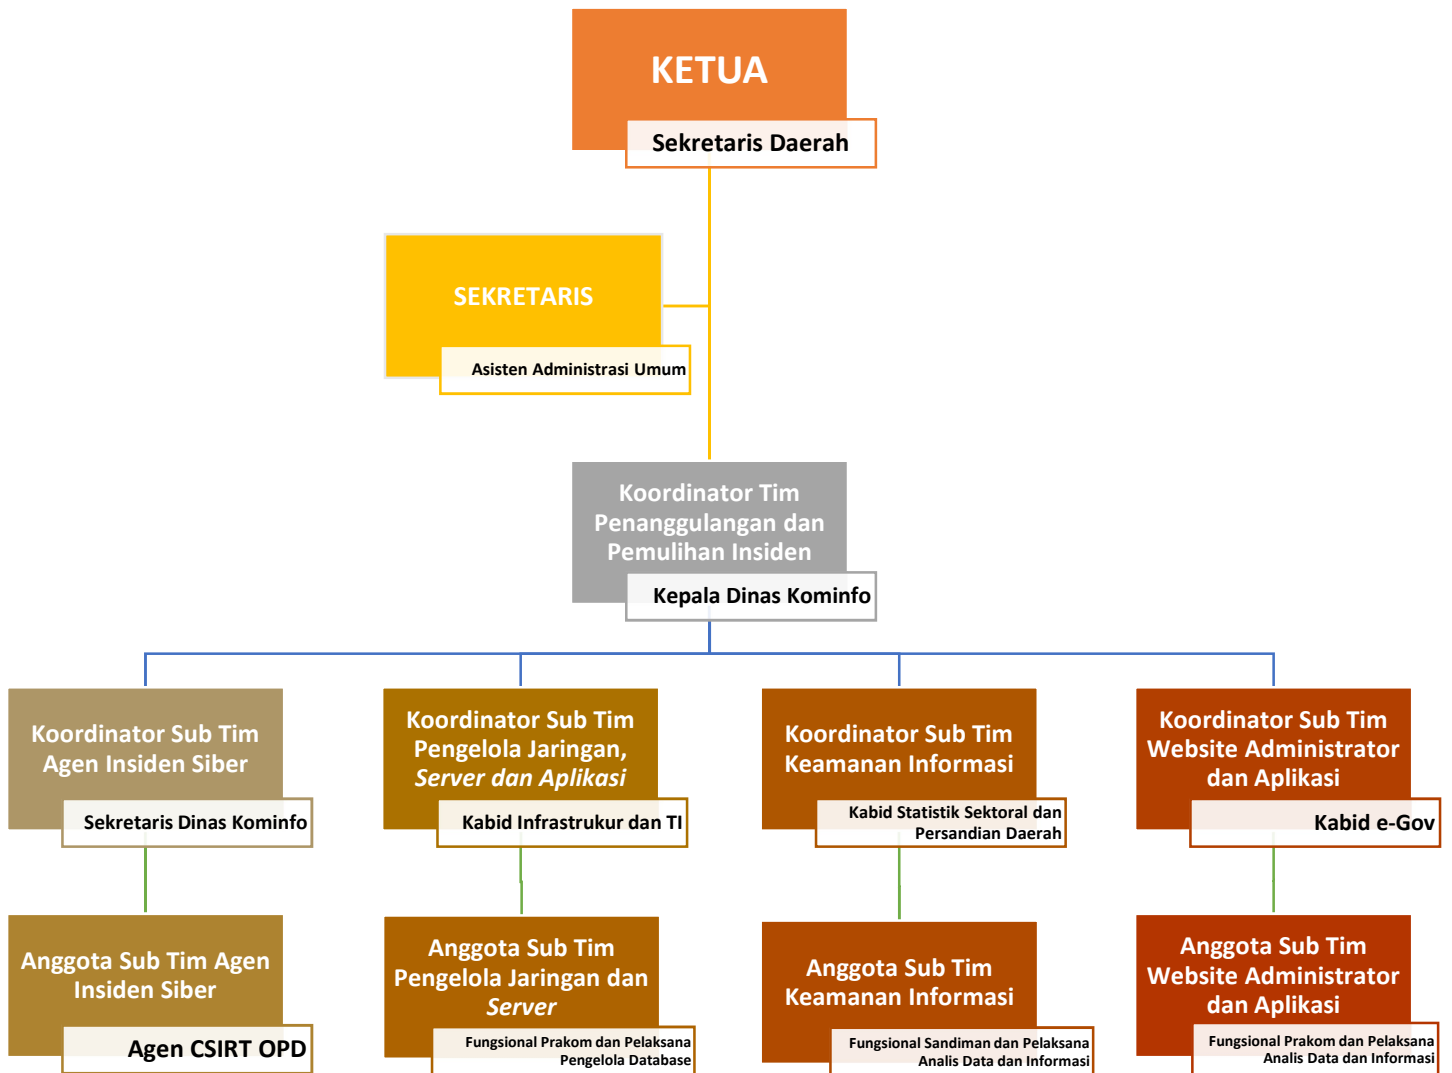 KETUA
Sekretaris Daerah
SEKRETARIS
Asisten Administrasi Umum
Koordinator Tim
Penanggulangan dan
Pemulihan Insiden
Kepala Dinas Kominfo
Koordinator Sub Tim
Agen Insiden Siber
Sekretaris Dinas Kominfo
Koordinator Sub Tim
Pengelola Jaringan,
Server dan Aplikasi
Kabid Infrastrukur dan TI
Koordinator Sub Tim
Keamanan Informasi
Kabid Statistik Sektoral dan
Persandian Daerah
Koordinator Sub Tim
Website Administrator
dan Aplikasi
Kabid e-Gov
Anggota Sub Tim Agen
Insiden Siber
Agen CSIRT OPD
Anggota Sub Tim
Pengelola Jaringan dan
Server
Fungsional Prakom dan Pelaksana
Pengelola Database
Anggota Sub Tim
Keamanan Informasi
Fungsional Sandiman dan Pelaksana
Analis Data dan Informasi
Anggota Sub Tim
Website Administrator
dan Aplikasi
Fungsional Prakom dan Pelaksana
Analis Data dan Informasi